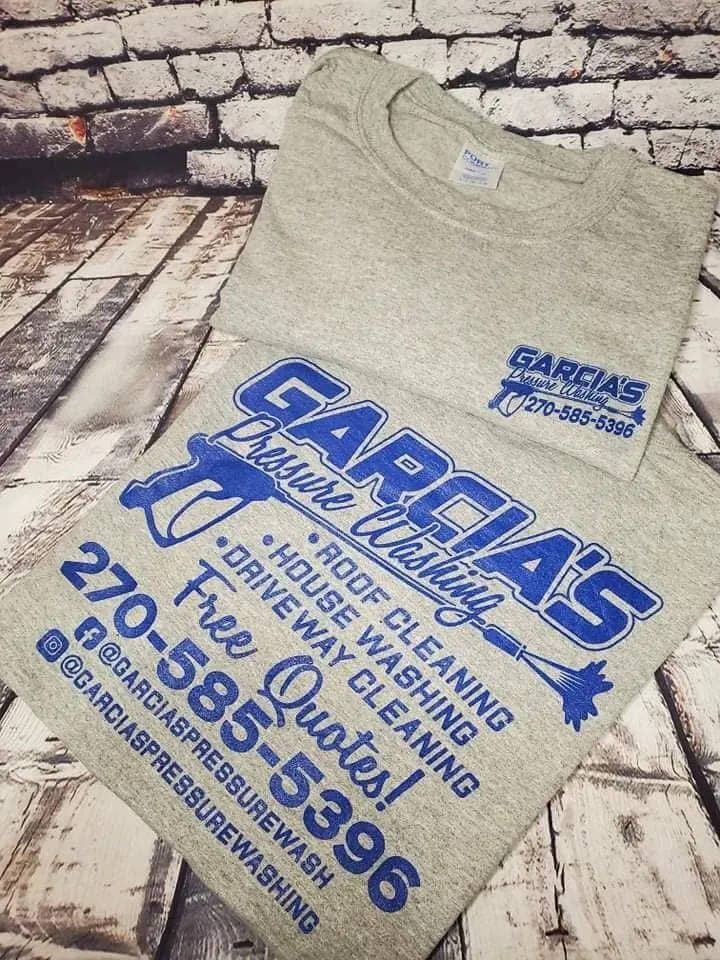 PORT
GARCIA'S
Pressure Washing
270-585-5396
GARCIA'S
Pressure Washing
•ROOF CLEANING
•HOUSE WASHING
•DRIVEWAY CLEANING
Free Quotes!
270-585-5396
@GARCIASPRESSUREWASH
@GARCIASPRESSUREWASHING